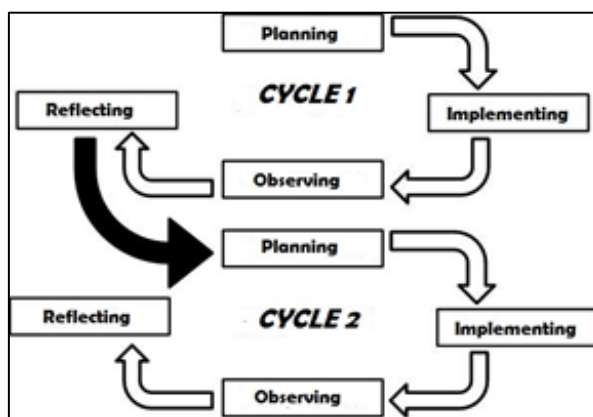 Planning
CYCLE 1
Reflecting
Implementing
Observing
Planning
Reflecting
CYCLE 2
Implementing
Observing